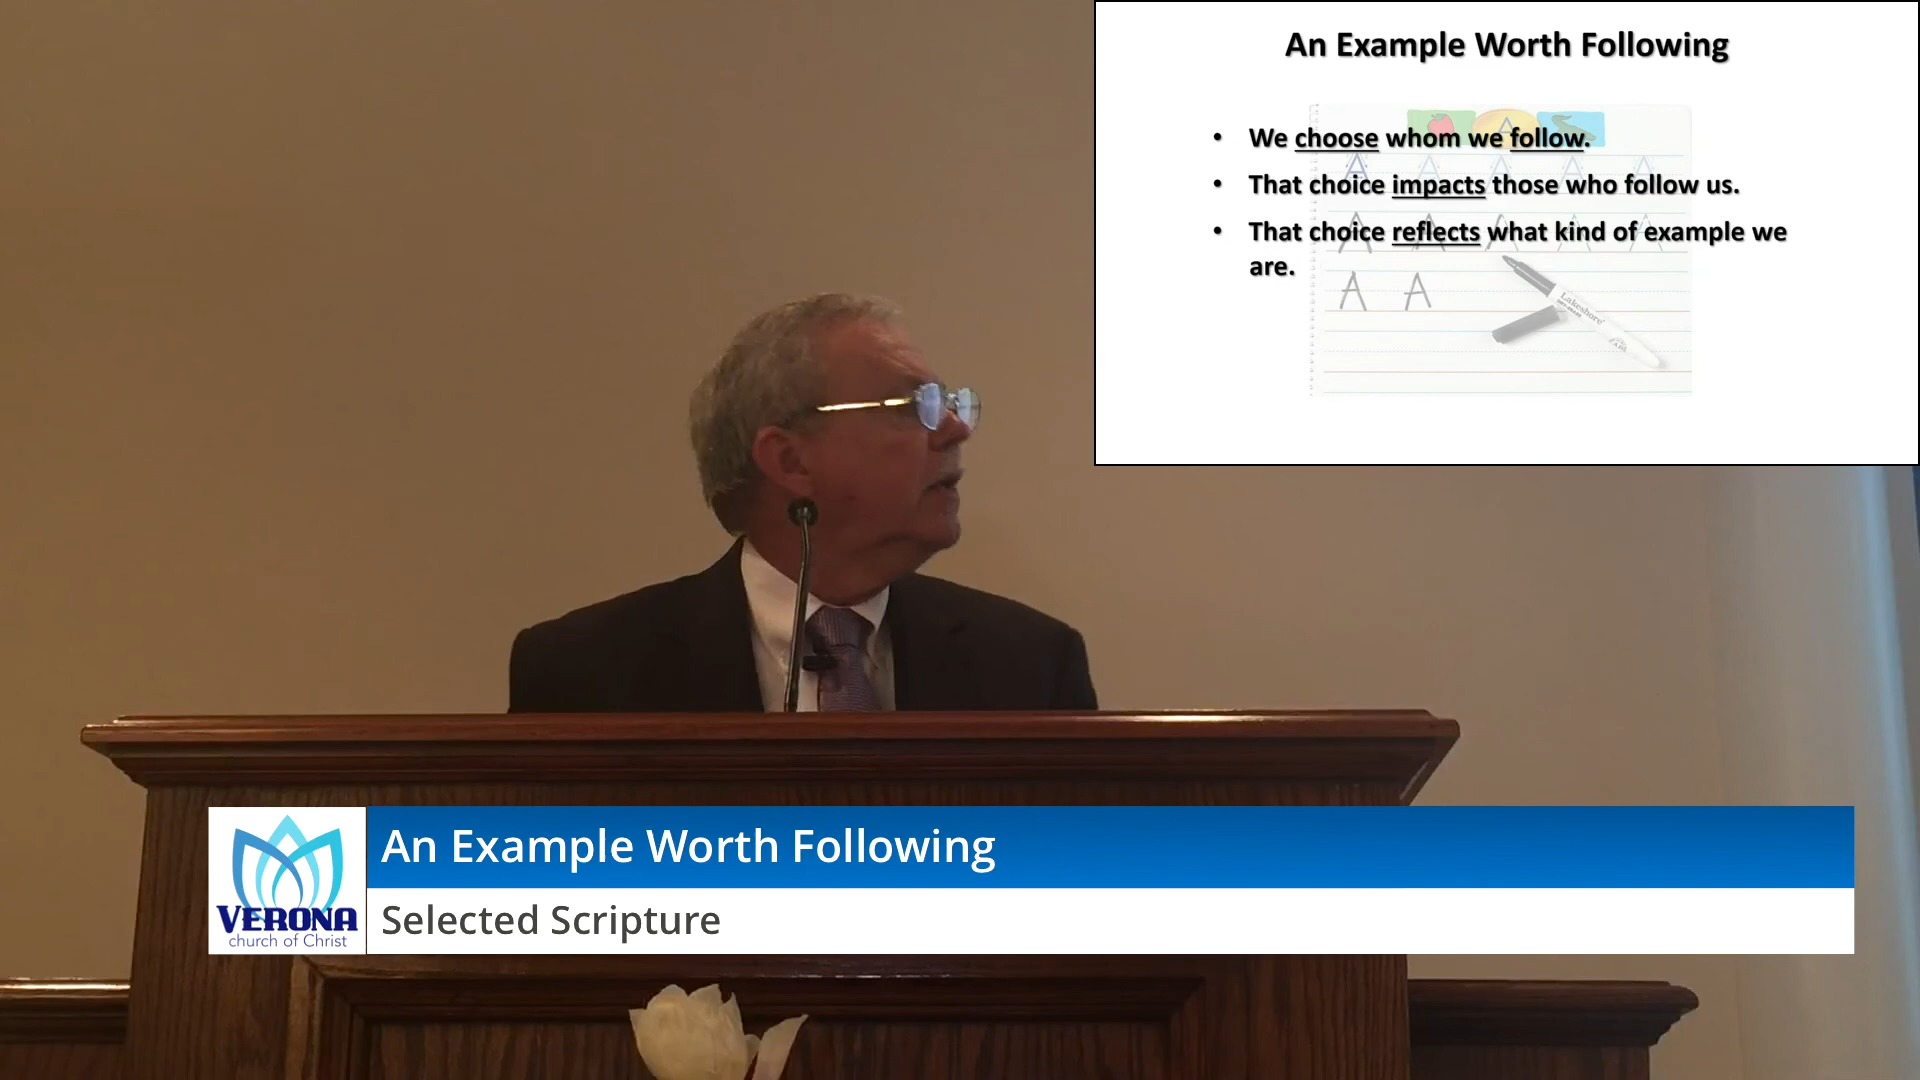 An Example Worth Following
• We choose whom we follow.
• That choice impacts those who follow us.
• That choice reflects what kind of example we
are.
A
A A A A A
A A A A A
A A
Lakeshore
An Example Worth Following
VERONA
church of Christ
Selected Scripture